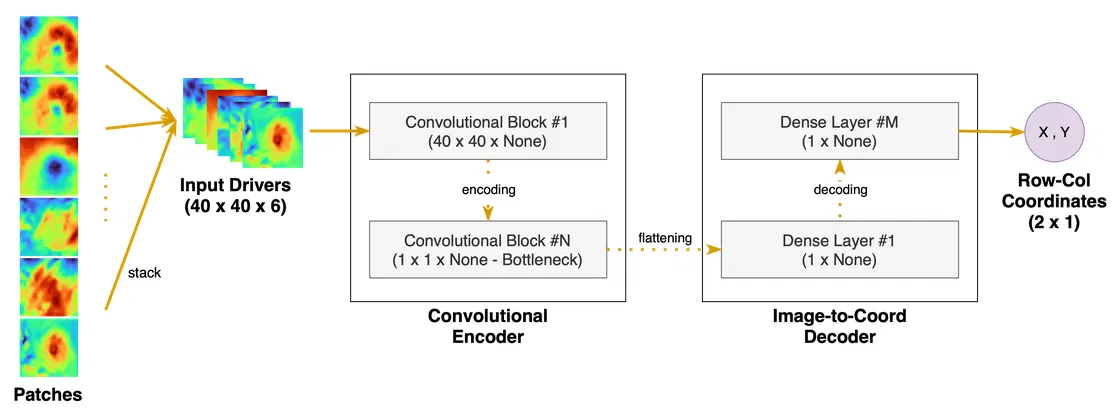 Patches
stack
Input Drivers
(40 x 40 x 6)
Convolutional Block #1
(40 x 40 x None)
encoding
Convolutional Block #N
(1 x 1 x None - Bottleneck)
Convolutional
Encoder
flattening
Dense Layer #M
(1 x None)
decoding
Dense Layer #1
(1 x None)
Image-to-Coord
Decoder
X , Y
Row-Col
Coordinates
(2 x 1)